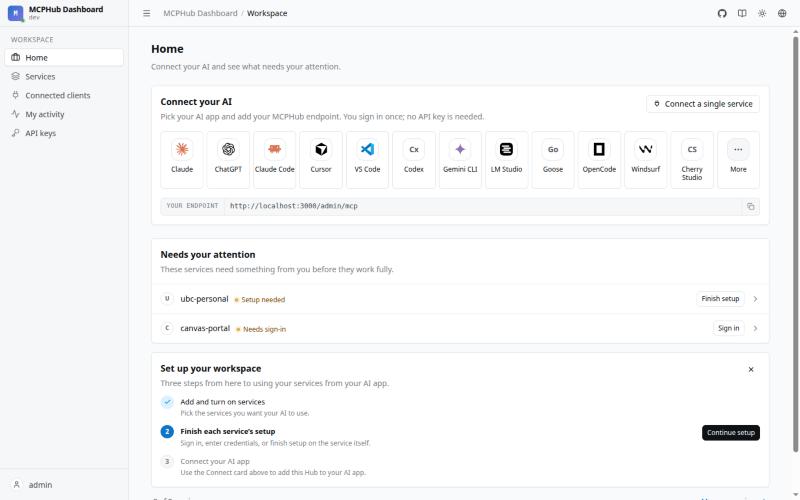 M
MCPHub Dashboard
dev
MCPHub Dashboard / Workspace
WORKSPACE
Home
Services
Connected clients
My activity
API keys
admin
Home
Connect your AI and see what needs your attention.
Connect your AI
Connect a single service
Pick your AI app and add your MCPHub endpoint. You sign in once; no API key is needed.
Claude
ChatGPT
Claude Code
Cursor
VS Code
Cx
Codex
Gemini CLI
LM Studio
Go
Goose
OpenCode
Windsurf
CS
Cherry
Studio
More
YOUR ENDPOINT http://localhost:3000/admin/mcp
Needs your attention
These services need something from you before they work fully.
U ubc-personal Setup needed Finish setup
C canvas-portal Needs sign-in Sign in
Set up your workspace
Three steps from here to using your services from your AI app.
Add and turn on services
Pick the services you want your AI to use.
2 Finish each service's setup
Sign in, enter credentials, or finish setup on the service itself.
Continue setup
3 Connect your AI app
Use the Connect card above to add this Hub to your AI app.